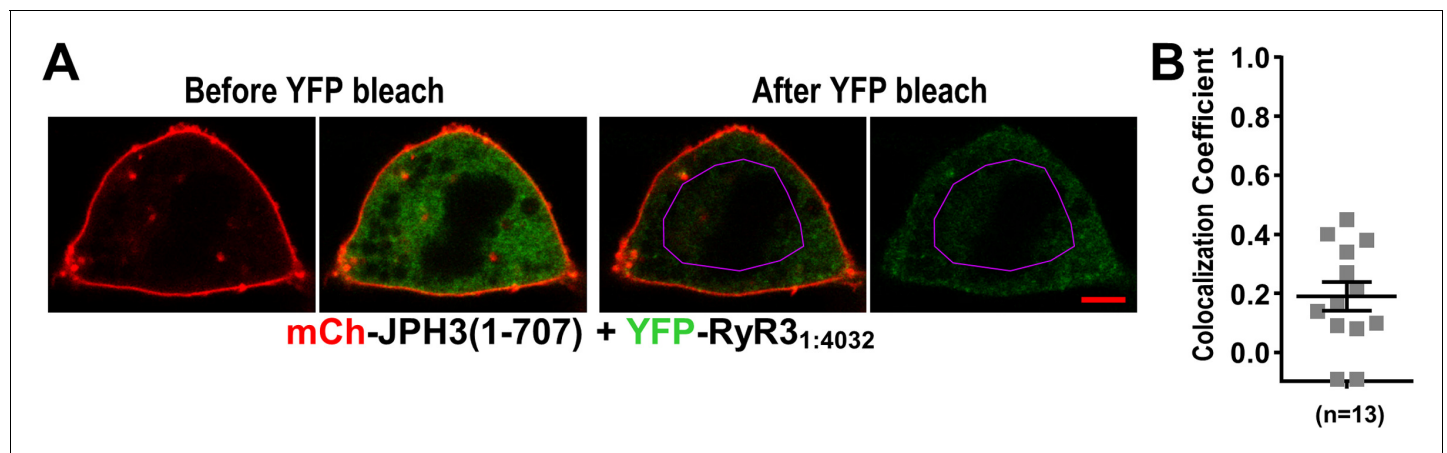 A
Before YFP bleach
After YFP bleach
mCh-JPH3(1-707) + YFP-RyR31:4032
B
Colocalization Coefficient
1.0
0.8
0.6
0.4
0.2
0.0
(n=13)